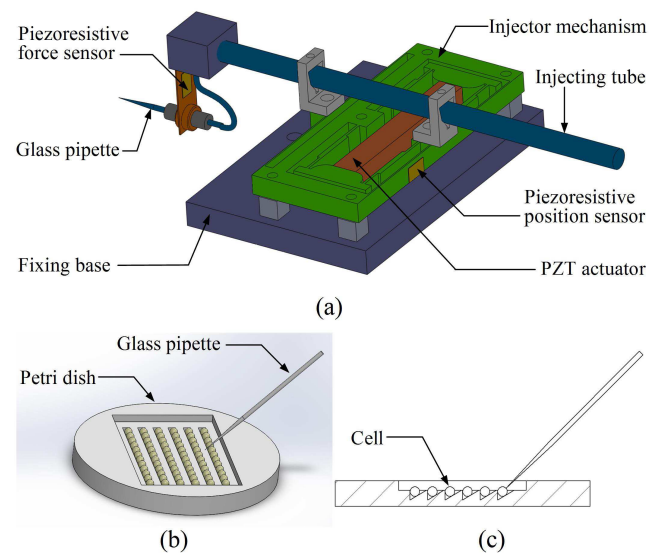 Piezoresistive
force sensor
Injector mechanism
Injecting tube
Glass pipette
Piezoresistive
position sensor
Fixing base
PZT actuator
(a)
Glass pipette
Petri dish
Cell
(b)
(c)